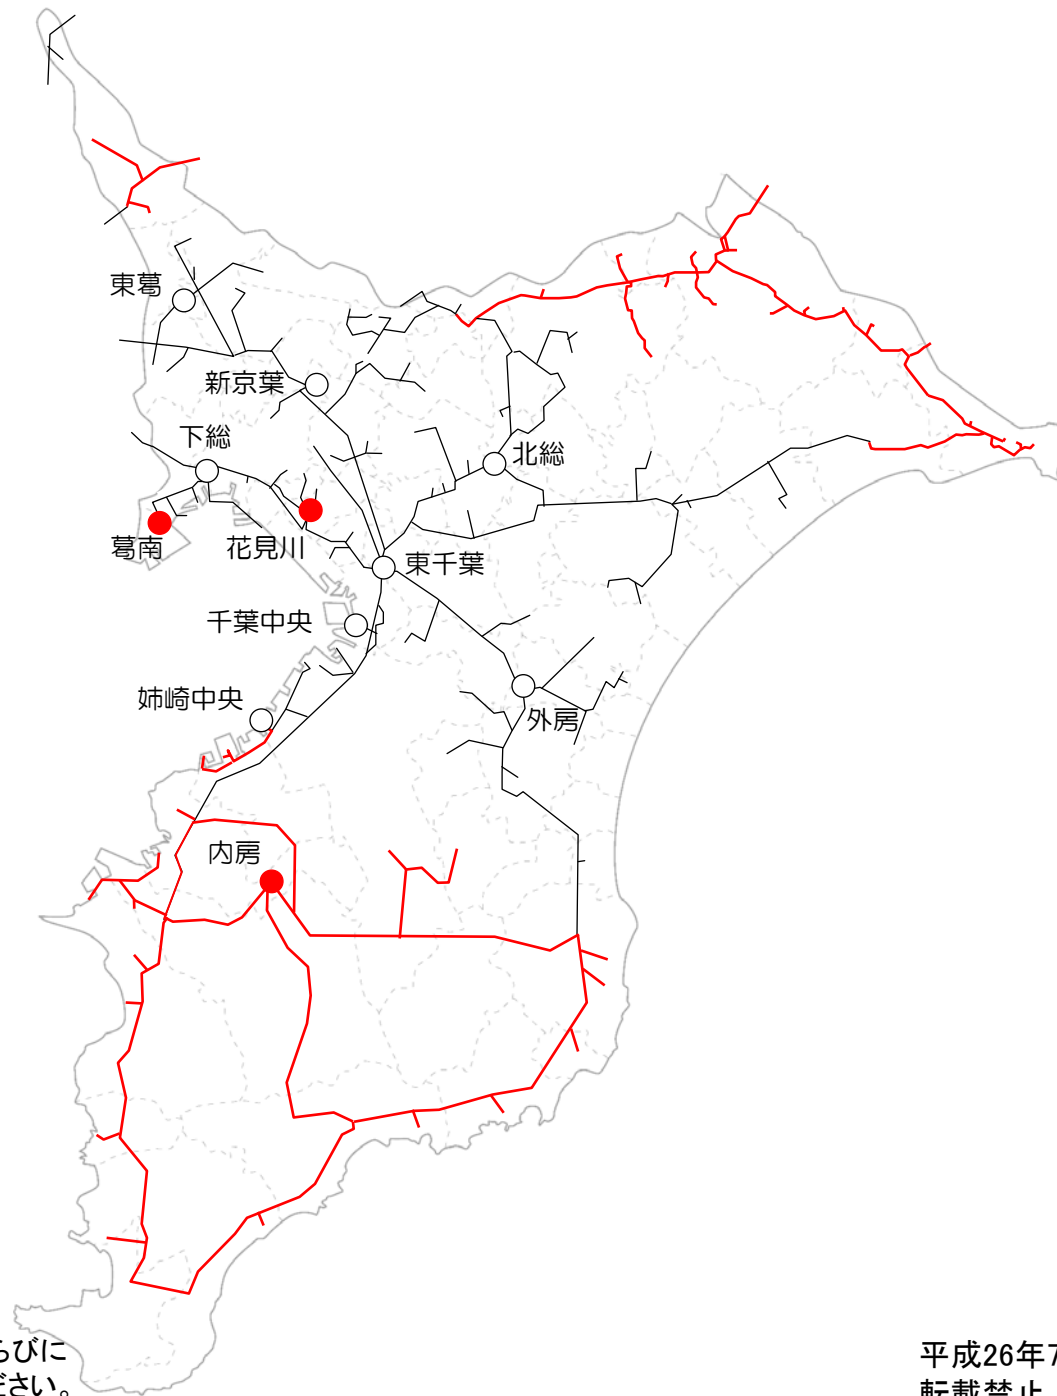 東葛
新京葉
下総
北総
葛南
花見川
東千葉
千葉中央
姉崎中央
外房
内房
らびに
ださい。
平成26年7
転載禁止